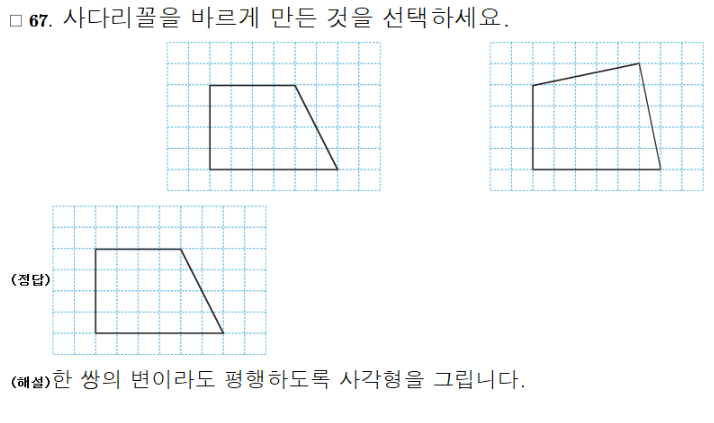 □ 67. 사다리꼴을 바르게 만든 것을 선택하세요.
(정답)
(해설)한 쌍의 변이라도 평행하도록 사각형을 그립니다.